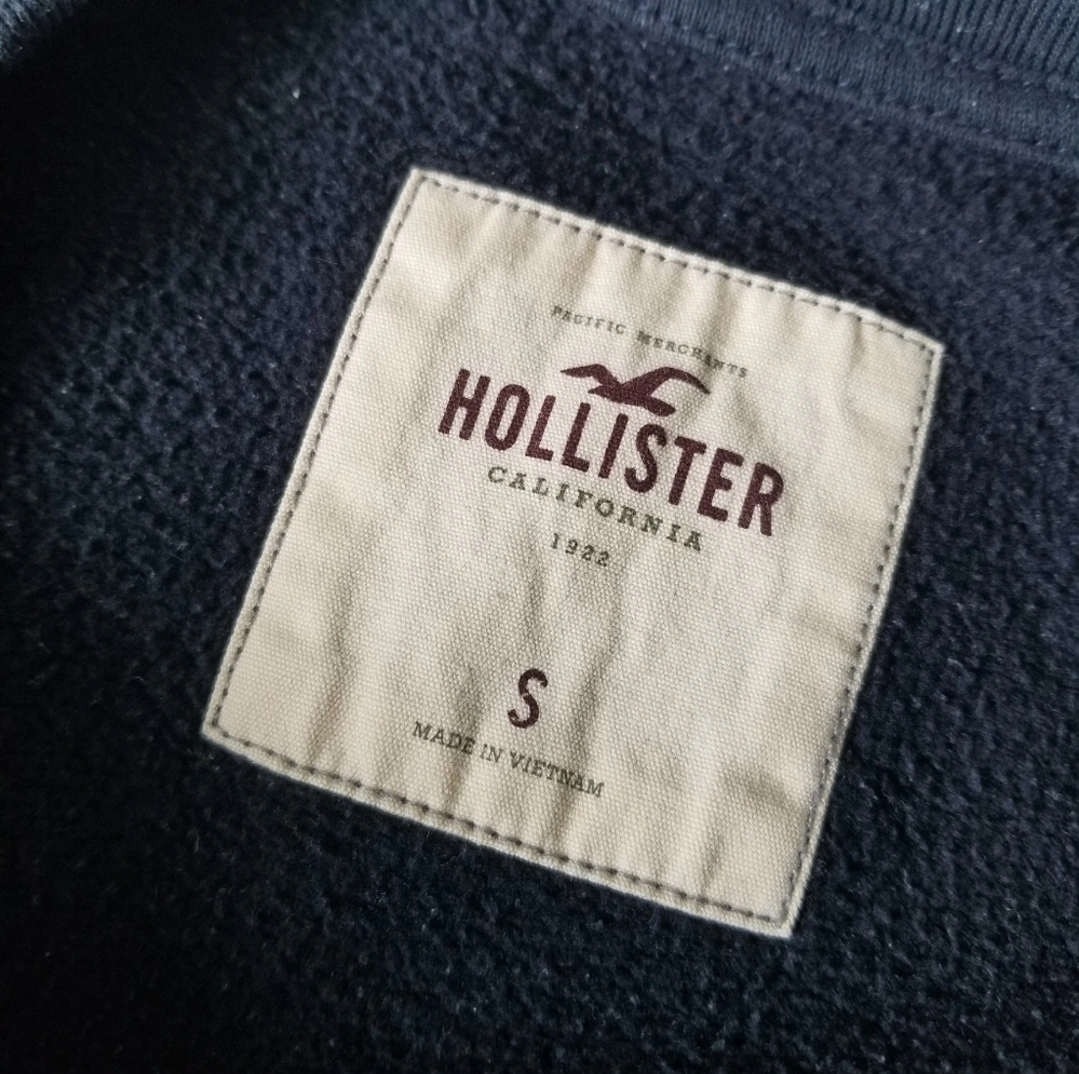 PACIFIC MERCHANTS
HOLLISTER
CALIFORNIA
1922
S
MADE IN VIETNAM